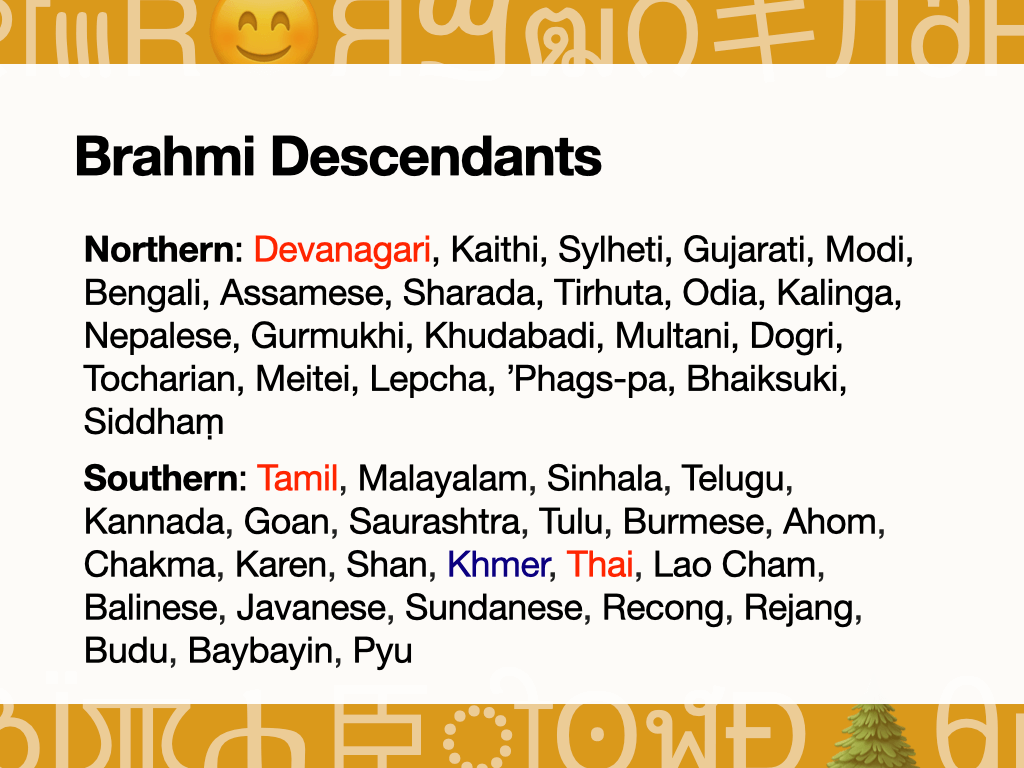 Brahmi Descendants
Northern: Devanagari, Kaithi, Sylheti, Gujarati, Modi,
Bengali, Assamese, Sharada, Tirhuta, Odia, Kalinga,
Nepalese, Gurmukhi, Khudabadi, Multani, Dogri,
Tocharian, Meitei, Lepcha, ’Phags-pa, Bhaiksuki,
Siddhaṃ
Southern: Tamil, Malayalam, Sinhala, Telugu,
Kannada, Goan, Saurashtra, Tulu, Burmese, Ahom,
Chakma, Karen, Shan, Khmer, Thai, Lao Cham,
Balinese, Javanese, Sundanese, Recong, Rejang,
Budu, Baybayin, Pyu